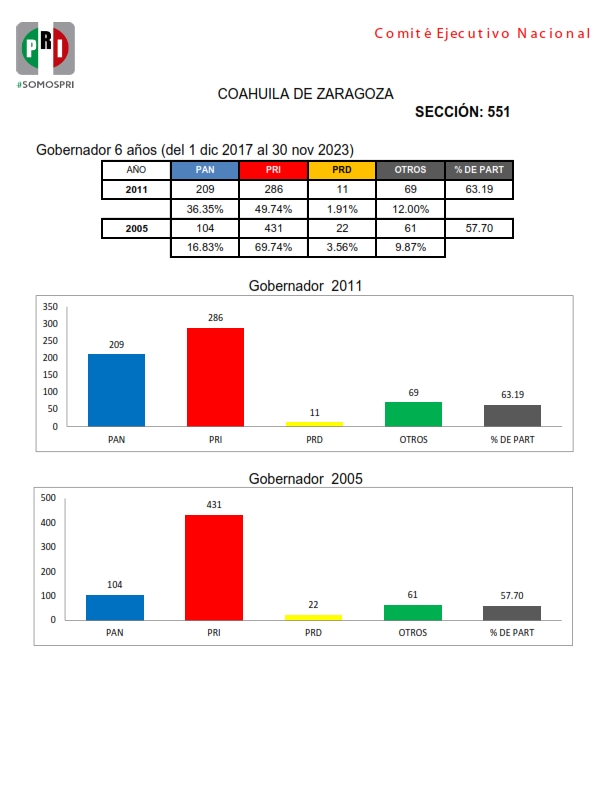 PRI
#SOMOSPRI
Comité Ejecutivo Nacional
COAHUILA DE ZARAGOZA
SECCIÓN: 551
Gobernador 6 años (del 1 dic 2017 al 30 nov 2023)
AÑO PAN PRI PRD OTROS % DE PART
2011 209 286 11 69 63.19
36.35% 49.74% 1.91% 12.00%
2005 104 431 22 61 57.70
16.83% 69.74% 3.56% 9.87%
Gobernador 2011
350
300
250
200
150
100
50
0
209
286
11
69
63.19
PAN PRI PRD OTROS % DE PART
Gobernador 2005
500
400
300
200
100
0
104
431
22
61
57.70
PAN PRI PRD OTROS % DE PART